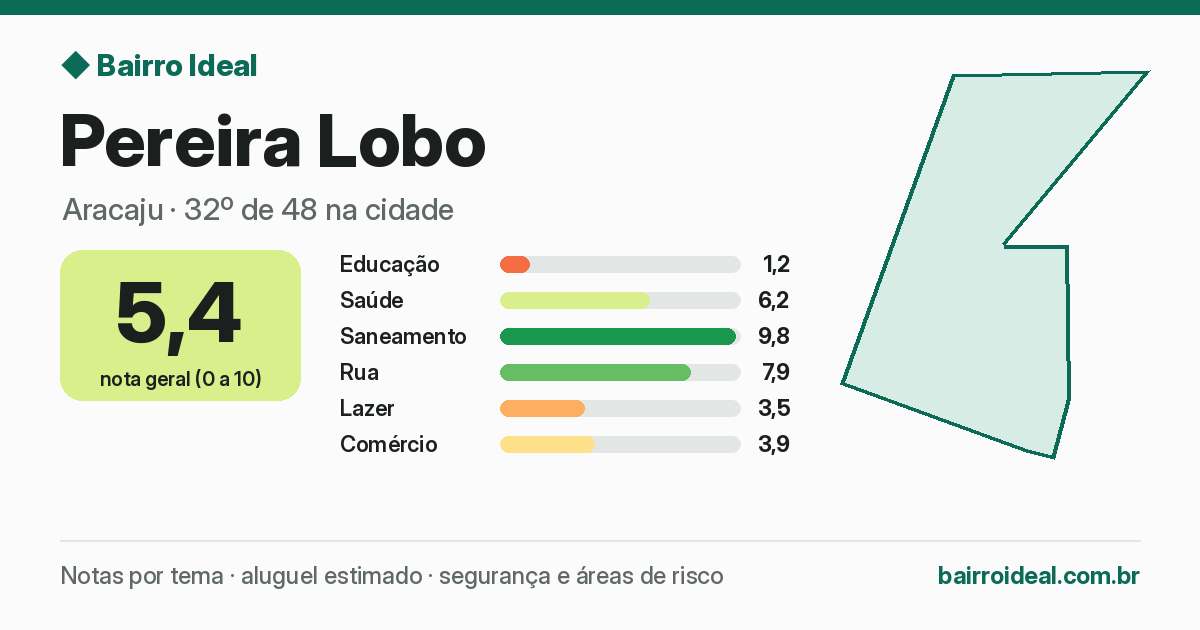 Bairro Ideal
Pereira Lobo
Aracaju · 32º de 48 na cidade
5,4
nota geral (0 a 10)
Educação 1,2
Saúde 6,2
Saneamento 9,8
Rua 7,9
Lazer 3,5
Comércio 3,9
Notas por tema · aluguel estimado · segurança e áreas de risco
bairroideal.com.br